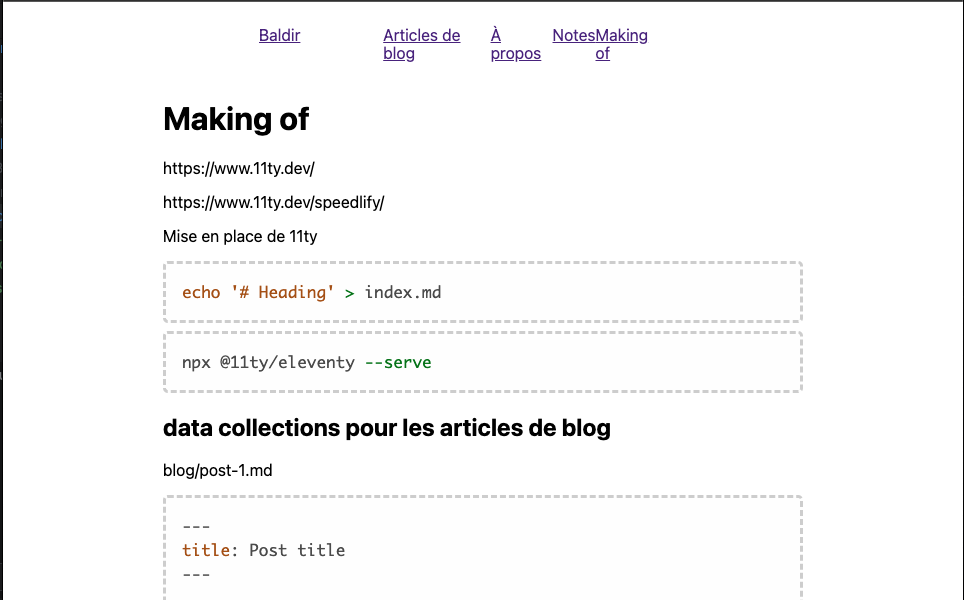 Baldir Articles de blog À propos Notes Making of
Making of
https://www.11ty.dev/
https://www.11ty.dev/speedlify/
Mise en place de 11ty
echo '# Heading' > index.md
npx @11ty/eleventy --serve
data collections pour les articles de blog
blog/post-1.md
---
title: Post title
---